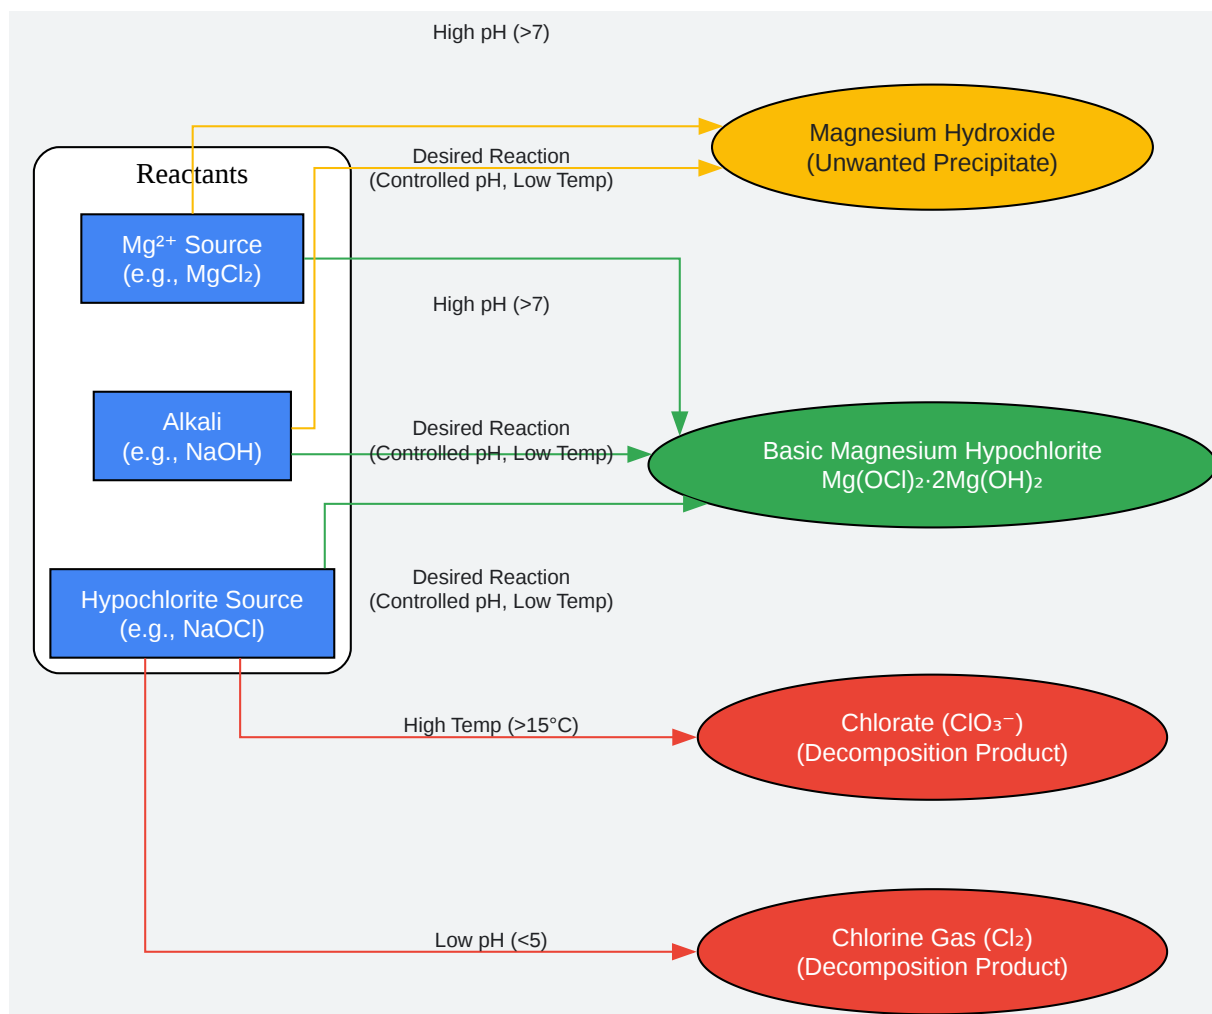 High pH (>7)
Magnesium Hydroxide
(Unwanted Precipitate)
Desired Reaction
(Controlled pH, Low Temp)
Reactants
Mg²⁺ Source
(e.g., MgCl₂)
High pH (>7)
Alkali
(e.g., NaOH)
Desired Reaction
(Controlled pH, Low Temp)
Basic Magnesium Hypochlorite
Mg(OCl)₂·2Mg(OH)₂
Hypochlorite Source
(e.g., NaOCl)
Desired Reaction
(Controlled pH, Low Temp)
High Temp (>15°C)
Chlorate (ClO₃⁻)
(Decomposition Product)
Low pH (<5)
Chlorine Gas (Cl₂)
(Decomposition Product)